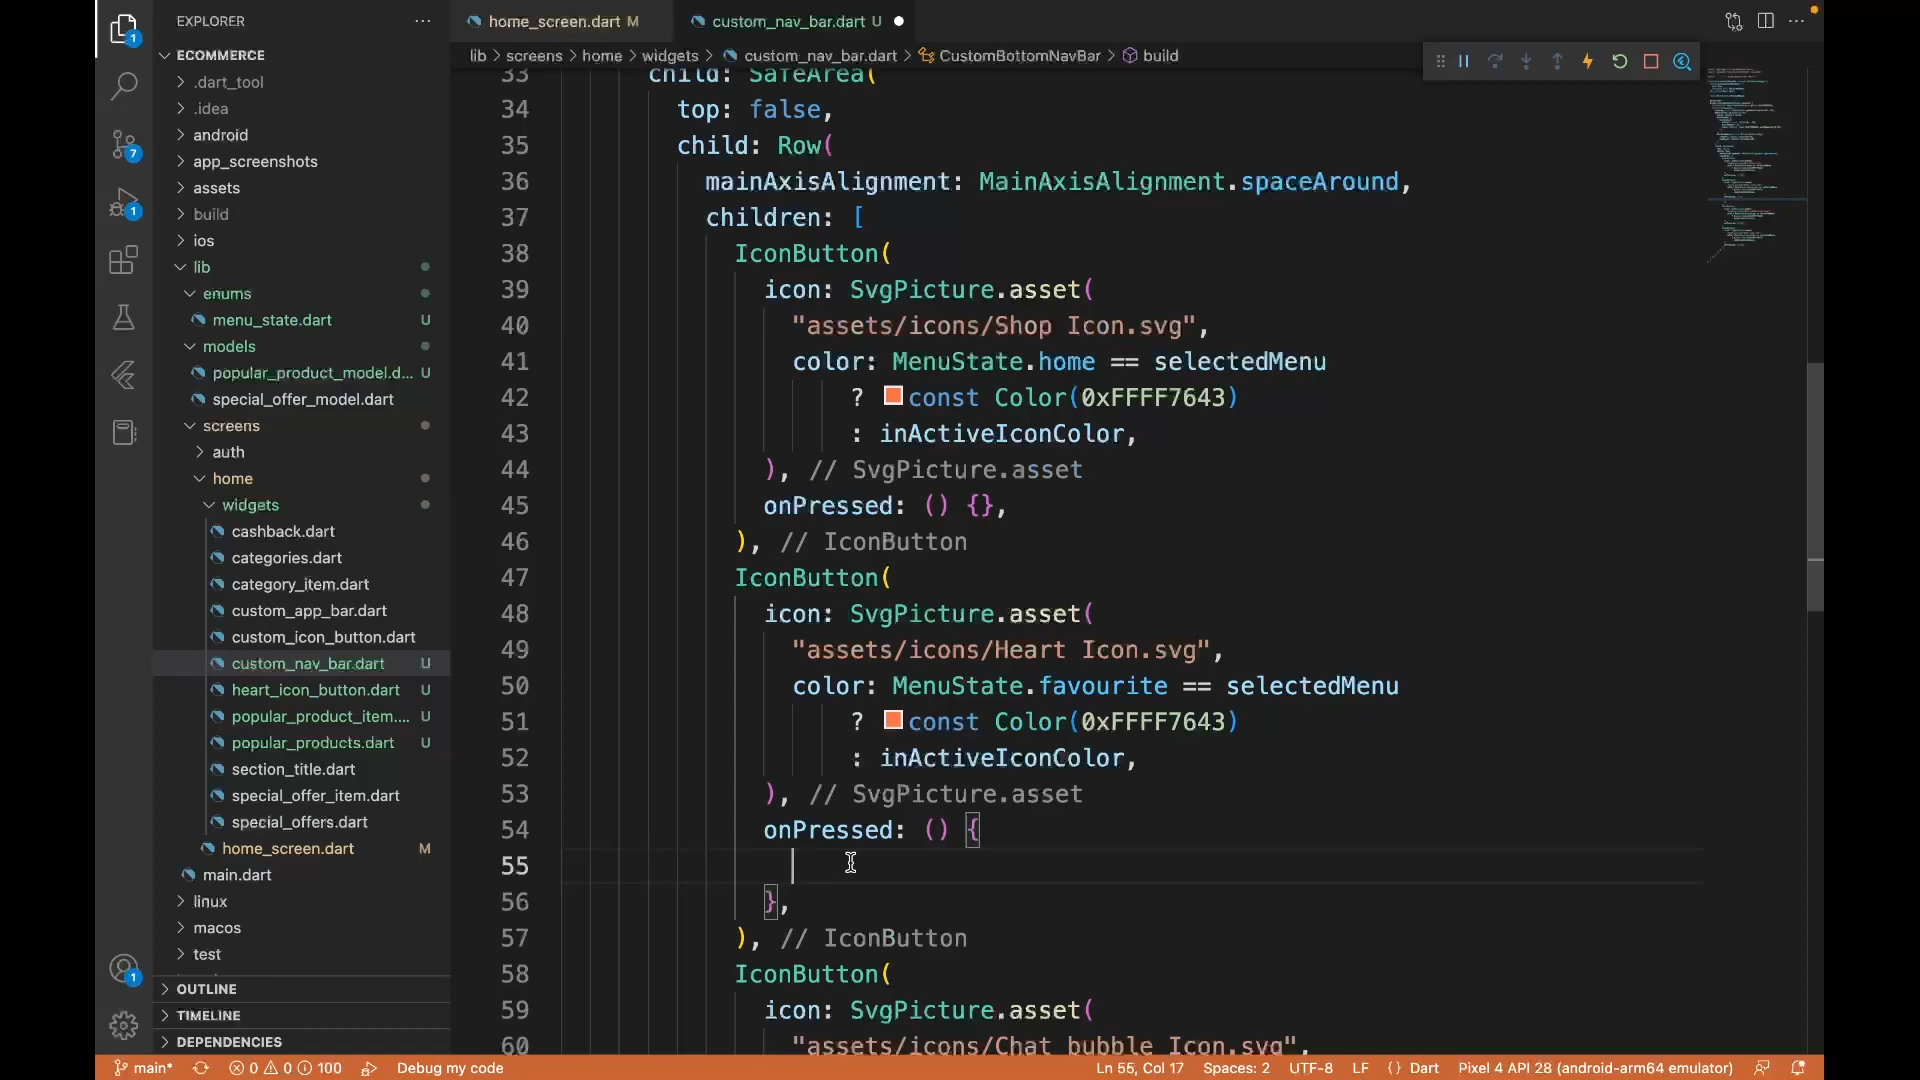 EXPLORER
home_screen.dart M
custom_nav_bar.dart U
ECOMMERCE
lib > screens > home > widgets > custom_nav_bar.dart > CustomBottomNavBar > build
.dart_tool
.idea
android
app_screenshots
assets
build
ios
lib
enums
menu_state.dart U
models
popular_product_model.d... U
special_offer_model.dart
screens
auth
home
widgets
cashback.dart
categories.dart
category_item.dart
custom_app_bar.dart
custom_icon_button.dart
custom_nav_bar.dart U
heart_icon_button.dart U
popular_product_item.... U
popular_products.dart U
section_title.dart
special_offer_item.dart
special_offers.dart
home_screen.dart M
main.dart
linux
macos
test
OUTLINE
TIMELINE
DEPENDENCIES
1
7
1
1
33 child: SafeArea(
34 top: false,
35 child: Row(
36 mainAxisAlignment: MainAxisAlignment.spaceAround,
37 children: [
38 IconButton(
39 icon: SvgPicture.asset(
40 "assets/icons/Shop Icon.svg",
41 color: MenuState.home == selectedMenu
42 ? const Color(0xFFFF7643)
43 : inActiveIconColor,
44 ), // SvgPicture.asset
45 onPressed: () {},
46 ), // IconButton
47 IconButton(
48 icon: SvgPicture.asset(
49 "assets/icons/Heart Icon.svg",
50 color: MenuState.favourite == selectedMenu
51 ? const Color(0xFFFF7643)
52 : inActiveIconColor,
53 ), // SvgPicture.asset
54 onPressed: () {
55
56 },
57 ), // IconButton
58 IconButton(
59 icon: SvgPicture.asset(
60 "assets/icons/Chat bubble Icon.svg",
main* 0 0 100 Debug my code Ln 55, Col 17 Spaces: 2 UTF-8 LF {} Dart Pixel 4 API 28 (android-arm64 emulator)